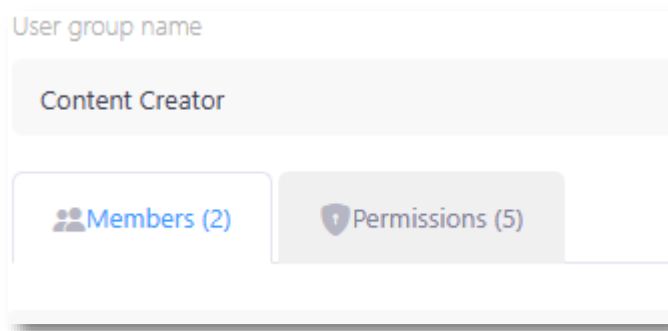 User group name
Content Creator
Members (2) Permissions (5)